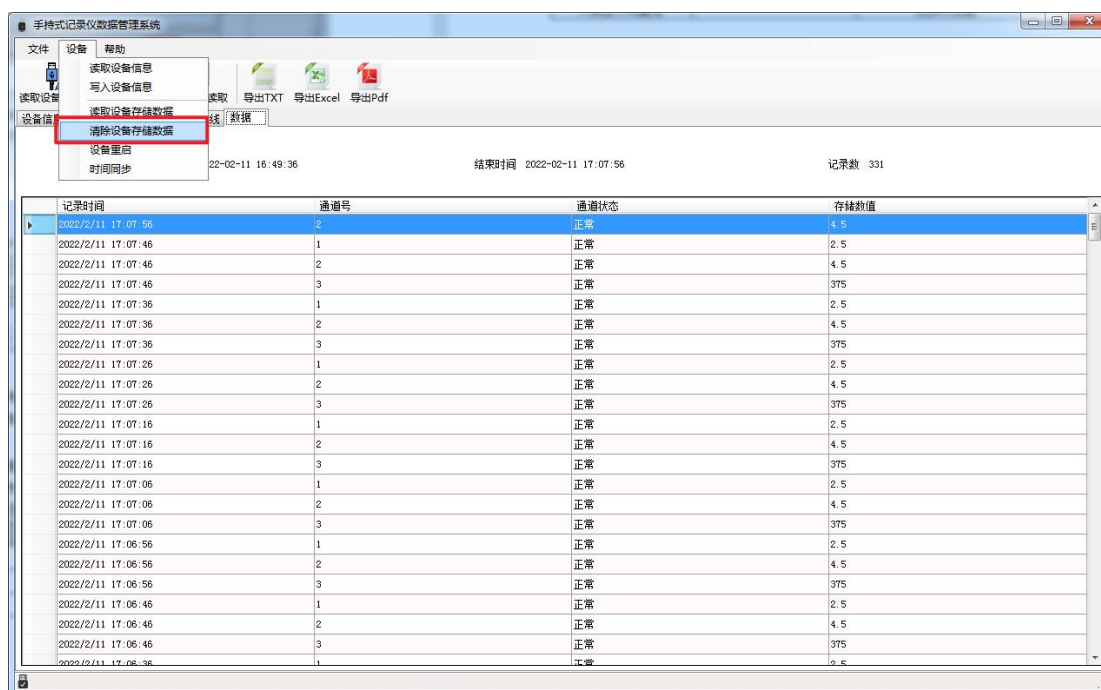 手持式记录仪数据管理系统
文件 设备 帮助
读取设备信息
写入设备信息
读取设备存储数据
清除设备存储数据
设备重启
时间同步
读取设备 读取 导出TXT 导出Excel 导出Pdf
设备信 线 数据
22-02-11 16:49:36 结束时间 2022-02-11 17:07:56 记录数 331
记录时间 通道号 通道状态 存储数值
2022/2/11 17:07:56 2 正常 4.5
2022/2/11 17:07:46 1 正常 2.5
2022/2/11 17:07:46 2 正常 4.5
2022/2/11 17:07:46 3 正常 375
2022/2/11 17:07:36 1 正常 2.5
2022/2/11 17:07:36 2 正常 4.5
2022/2/11 17:07:36 3 正常 375
2022/2/11 17:07:26 1 正常 2.5
2022/2/11 17:07:26 2 正常 4.5
2022/2/11 17:07:26 3 正常 375
2022/2/11 17:07:16 1 正常 2.5
2022/2/11 17:07:16 2 正常 4.5
2022/2/11 17:07:16 3 正常 375
2022/2/11 17:07:06 1 正常 2.5
2022/2/11 17:07:06 2 正常 4.5
2022/2/11 17:07:06 3 正常 375
2022/2/11 17:06:56 1 正常 2.5
2022/2/11 17:06:56 2 正常 4.5
2022/2/11 17:06:56 3 正常 375
2022/2/11 17:06:46 1 正常 2.5
2022/2/11 17:06:46 2 正常 4.5
2022/2/11 17:06:46 3 正常 375
2022/2/11 17:06:36 1 正常 2.5